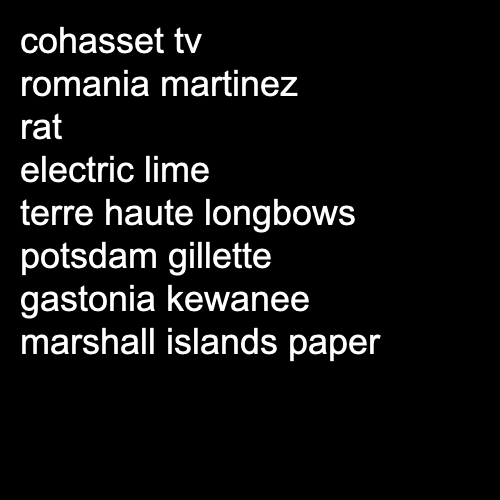 cohasset tv
romania martinez
rat
electric lime
terre haute longbows
potsdam gillette
gastonia kewanee
marshall islands paper